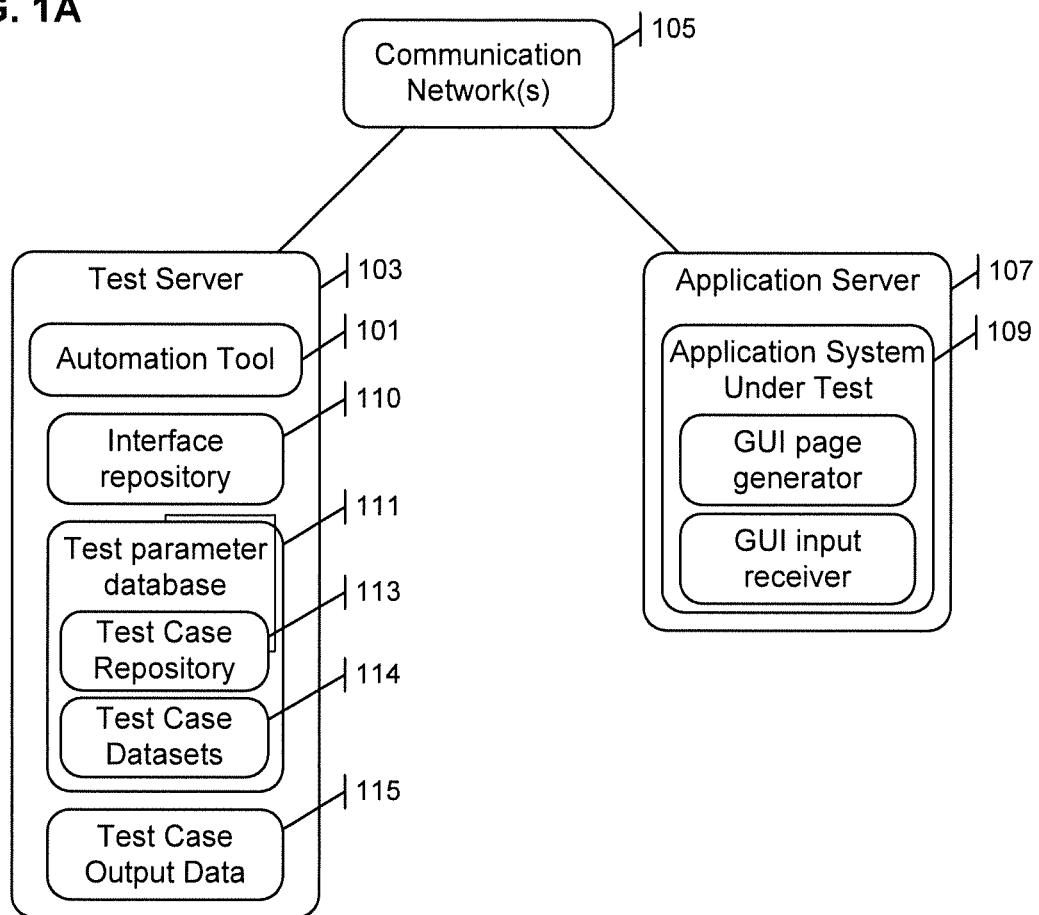 G. 1A
Communication
Network(s)
105
Test Server
103
Automation Tool
101
Interface
repository
110
Test parameter
database
111
Test Case
Repository
113
Test Case
Datasets
114
Test Case
Output Data
115
Application Server
107
Application System
Under Test
109
GUI page
generator
GUI input
receiver